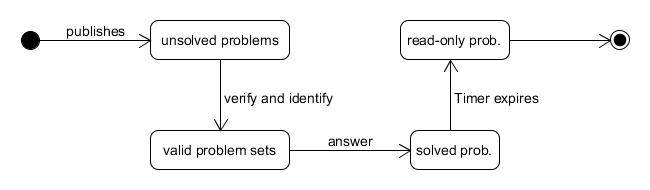 publishes
unsolved problems
read-only prob.
verify and identify
Timer expires
valid problem sets
answer
solved prob.